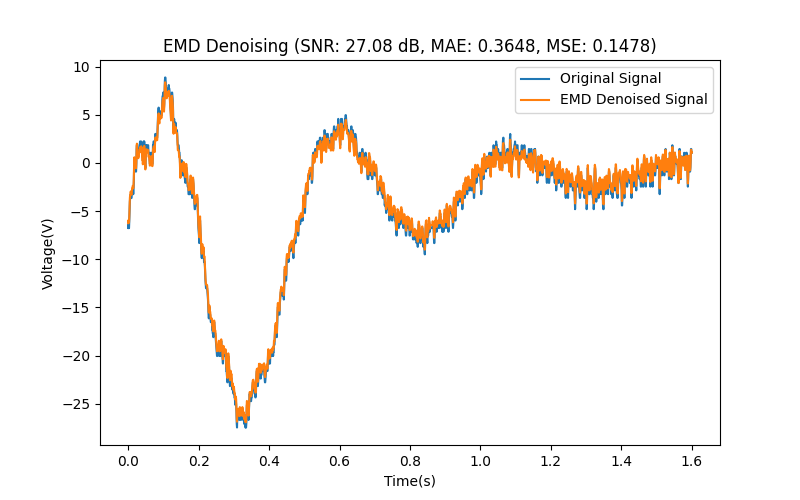 EMD Denoising (SNR: 27.08 dB, MAE: 0.3648, MSE: 0.1478)
Original Signal
EMD Denoised Signal
10
5
0
−5
−10
−15
−20
−25
Voltage(V)
0.0 0.2 0.4 0.6 0.8 1.0 1.2 1.4 1.6
Time(s)